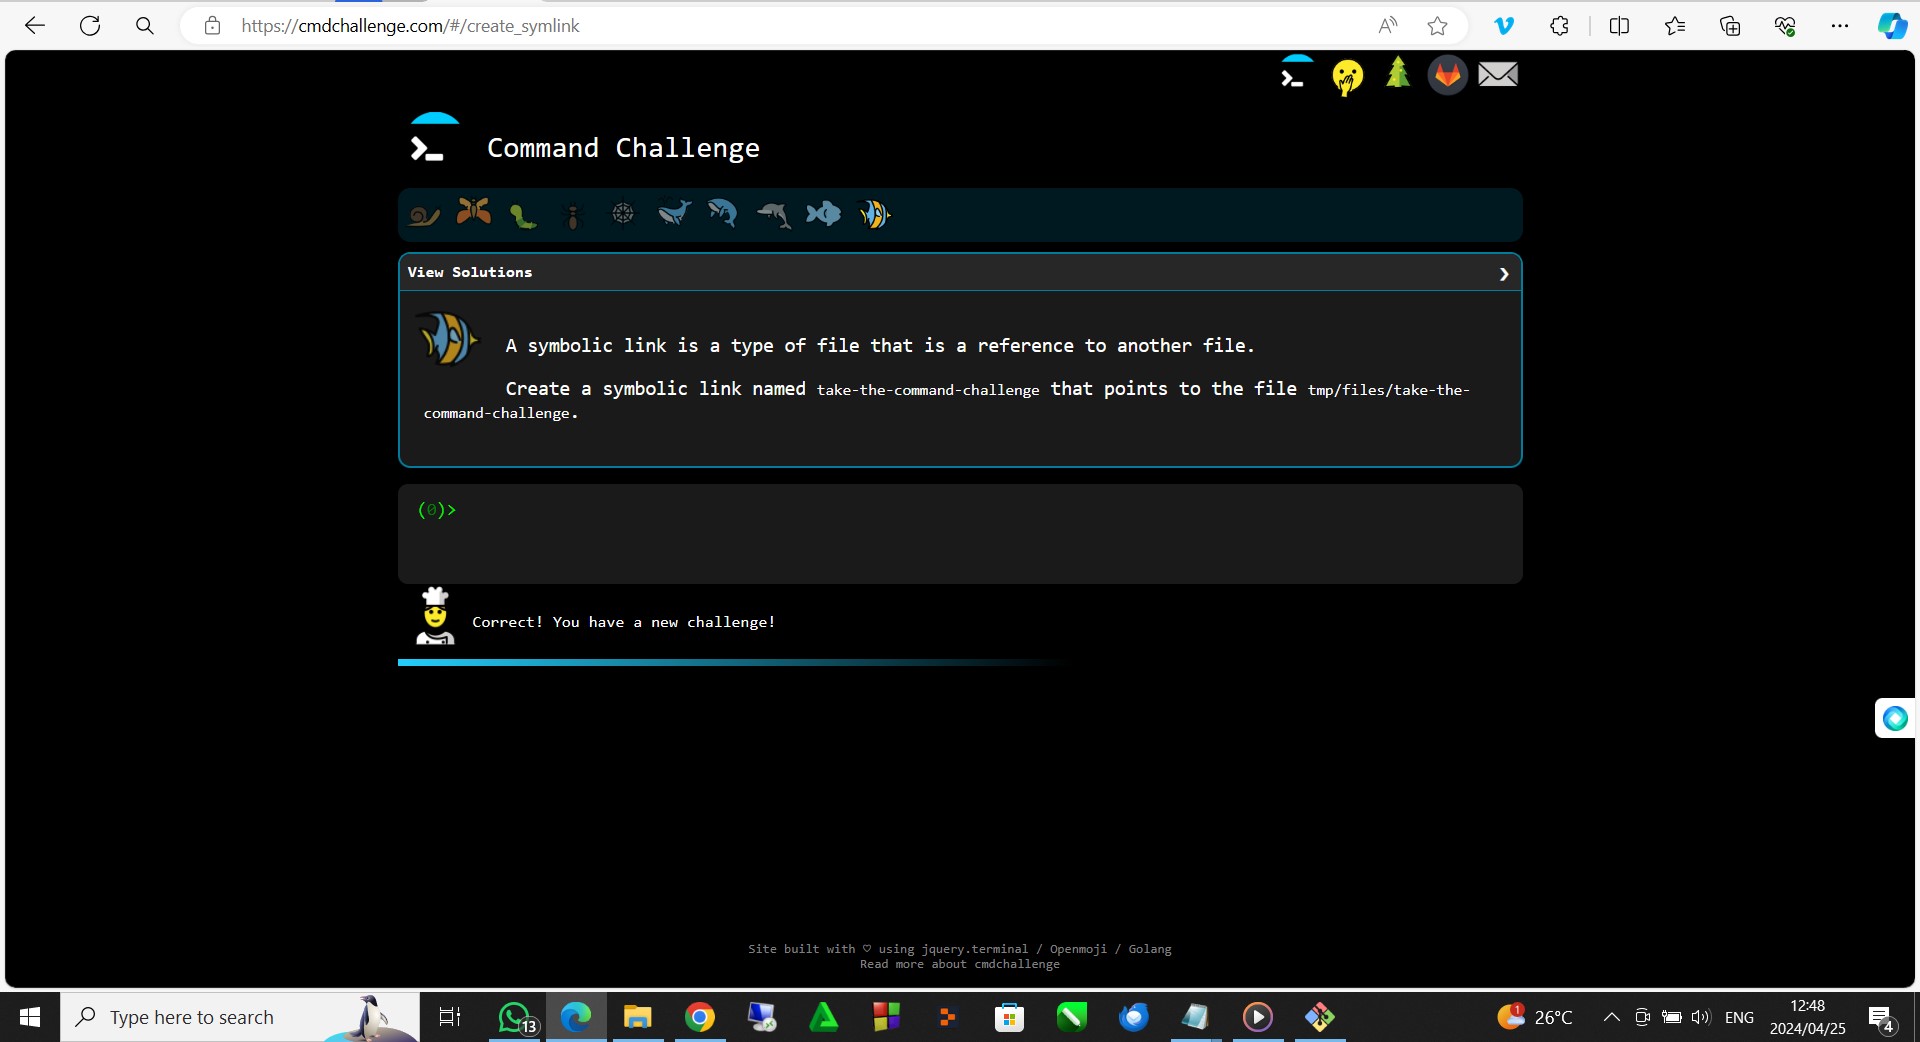 https://cmdchallenge.com/#/create_symlink
Command Challenge
View Solutions
A symbolic link is a type of file that is a reference to another file.
Create a symbolic link named take-the-command-challenge that points to the file tmp/files/take-the-
command-challenge.
(0)>
Correct! You have a new challenge!
Site built with ♡ using jquery.terminal / Openmoji / Golang
Read more about cmdchallenge
Type here to search
13
1
26°C
ENG
12:48
2024/04/25
4